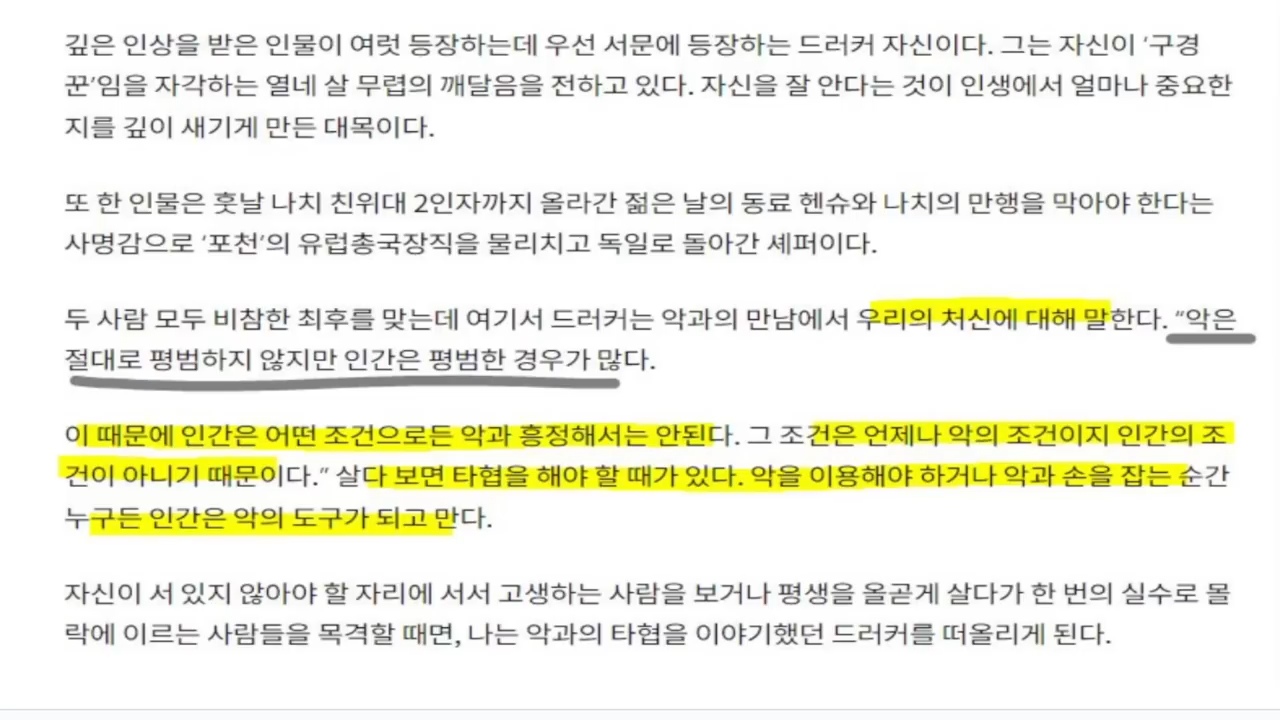 깊은 인상을 받은 인물이 여럿 등장하는데 우선 서문에 등장하는 드러커 자신이다. 그는 자신이 ‘구경
꾼’임을 자각하는 열네 살 무렵의 깨달음을 전하고 있다. 자신을 잘 안다는 것이 인생에서 얼마나 중요한
지를 깊이 새기게 만든 대목이다.
또 한 인물은 훗날 나치 친위대 2인자까지 올라간 젊은 날의 동료 헨슈와 나치의 만행을 막아야 한다는
사명감으로 ‘포천’의 유럽총국장직을 물리치고 독일로 돌아간 셰퍼이다.
두 사람 모두 비참한 최후를 맞는데 여기서 드러커는 악과의 만남에서 우리의 처신에 대해 말한다. “악은
절대로 평범하지 않지만 인간은 평범한 경우가 많다.
이 때문에 인간은 어떤 조건으로든 악과 흥정해서는 안된다. 그 조건은 언제나 악의 조건이지 인간의 조
건이 아니기 때문이다.” 살다 보면 타협을 해야 할 때가 있다. 악을 이용해야 하거나 악과 손을 잡는 순간
누구든 인간은 악의 도구가 되고 만다.
자신이 서 있지 않아야 할 자리에 서서 고생하는 사람을 보거나 평생을 올곧게 살다가 한 번의 실수로 몰
락에 이르는 사람들을 목격할 때면, 나는 악과의 타협을 이야기했던 드러커를 떠올리게 된다.